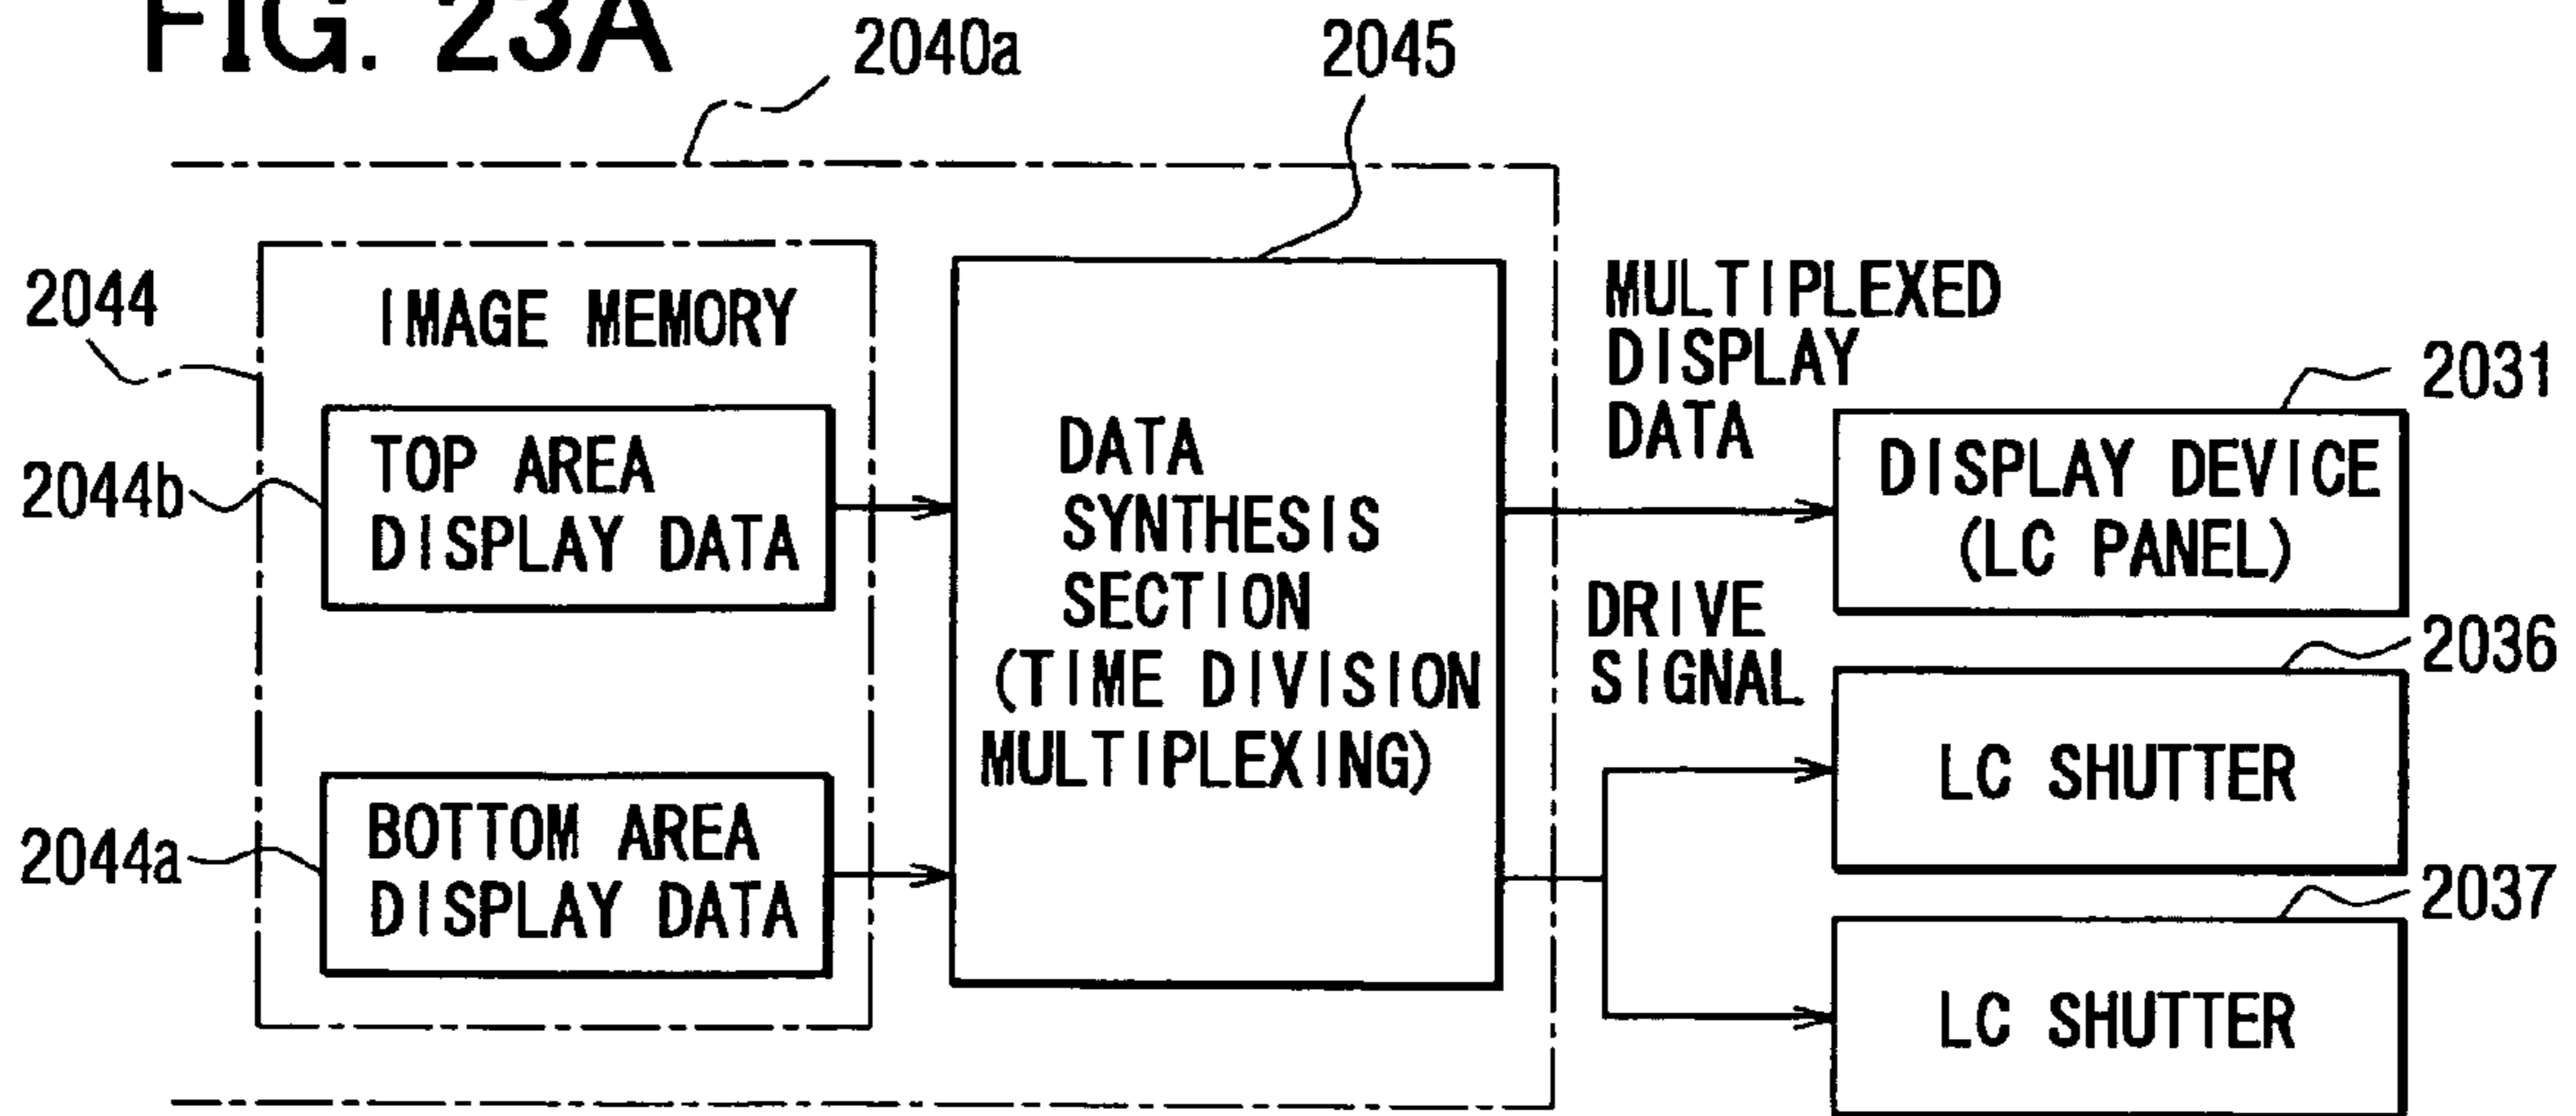 FIG. 23A
2040a
2045
2044
IMAGE MEMORY
2044b
TOP AREA
DISPLAY DATA
2044a
BOTTOM AREA
DISPLAY DATA
DATA
SYNTHESIS
SECTION
(TIME DIVISION
MULTIPLEXING)
MULTIPLEXED
DISPLAY
DATA
2031
DISPLAY DEVICE
(LC PANEL)
DRIVE
SIGNAL
2036
LC SHUTTER
2037
LC SHUTTER